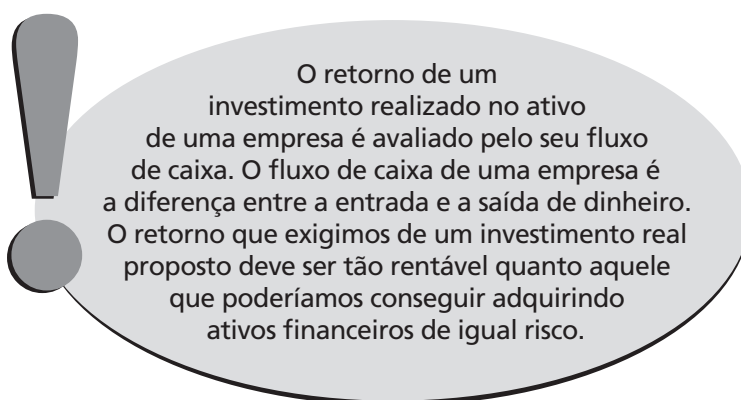 O retorno de um
investimento realizado no ativo
de uma empresa é avaliado pelo seu fluxo
de caixa. O fluxo de caixa de uma empresa é
a diferença entre a entrada e a saída de dinheiro.
O retorno que exigimos de um investimento real
proposto deve ser tão rentável quanto aquele
que poderíamos conseguir adquirindo
ativos financeiros de igual risco.